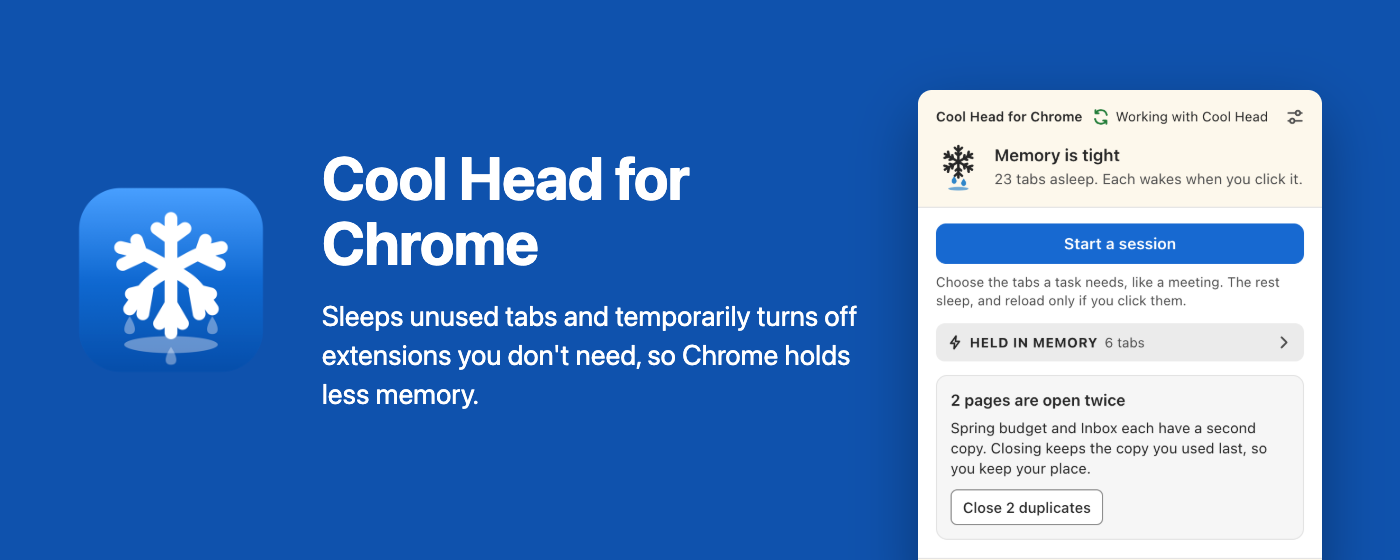 Cool Head for
Chrome
Sleeps unused tabs and temporarily turns off
extensions you don't need, so Chrome holds
less memory.
Cool Head for Chrome Working with Cool Head
Memory is tight
23 tabs asleep. Each wakes when you click it.
Start a session
Choose the tabs a task needs, like a meeting. The rest
sleep, and reload only if you click them.
HELD IN MEMORY 6 tabs
2 pages are open twice
Spring budget and Inbox each have a second
copy. Closing keeps the copy you used last, so
you keep your place.
Close 2 duplicates